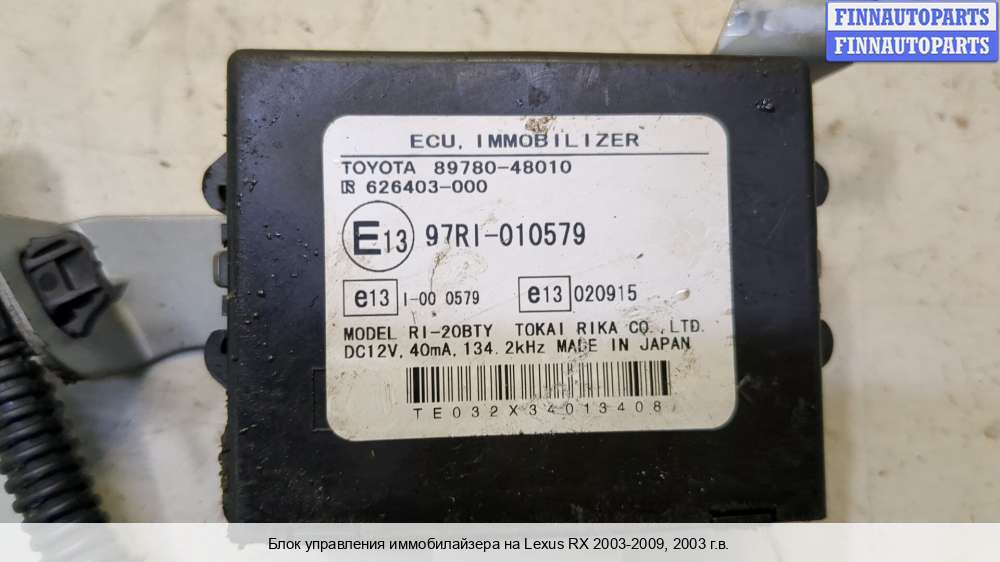 FINNAUTOPARTS
FINNAUTOPARTS
ECU, IMMOBILIZER
TOYOTA 89780-48010
R 626403-000
E13 97RI-010579
e13 I-00 0579 e13 020915
MODEL RI-20BTY TOKAI RIKA CO.,LTD.
DC12V, 40mA, 134.2kHz MADE IN JAPAN
TE032X34013408
Блок управления иммобилайзера на Lexus RX 2003-2009, 2003 г.в.